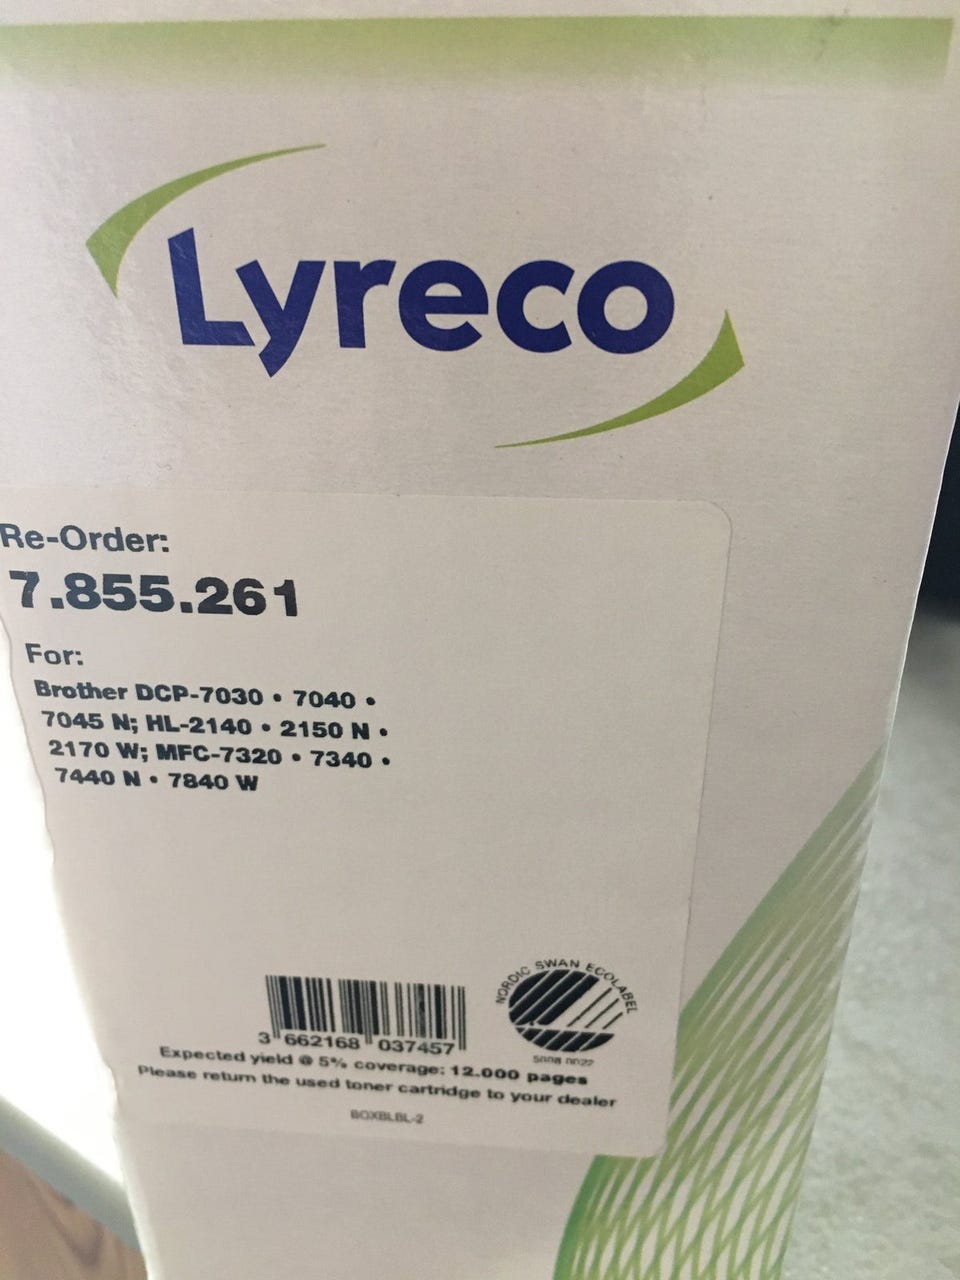 Lyreco
Re-Order:
7.855.261
For:
Brother DCP-7030 • 7040 •
7045 N; HL-2140 • 2150 N •
2170 W; MFC-7320 • 7340 •
7440 N • 7840 W
NORDIC SWAN ECOLABEL
3 662168 037457
Expected yield @ 5% coverage: 12.000 pages
Please return the used toner cartridge to your dealer
BOXBLBL-2